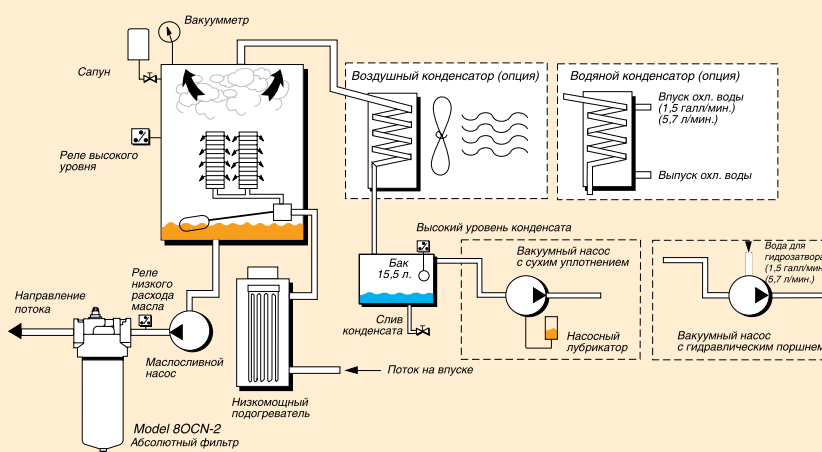 Вакуумметр
Сапун
Воздушный конденсатор (опция)
Водяной конденсатор (опция)
Впуск охл. воды
(1,5 галл/мин.)
(5,7 л/мин.)
Реле высокого
уровня
Выпуск охл. воды
Высокий уровень конденсата
Бак
15,5 л.
Вакуумный насос
с сухим уплотнением
Вода для
гидрозатвора
(1,5 галл/мин
(5,7 л/мин.)
Направление
потока
Реле
низкого
расхода
масла
Слив
конденсата
Насосный
лубрикатор
Вакуумный насос
с гидравлическим поршнем
Маслосливной
насос
Поток на впуске
Низкомощный
подогреватель
Model 8OCN-2
Абсолютный фильтр